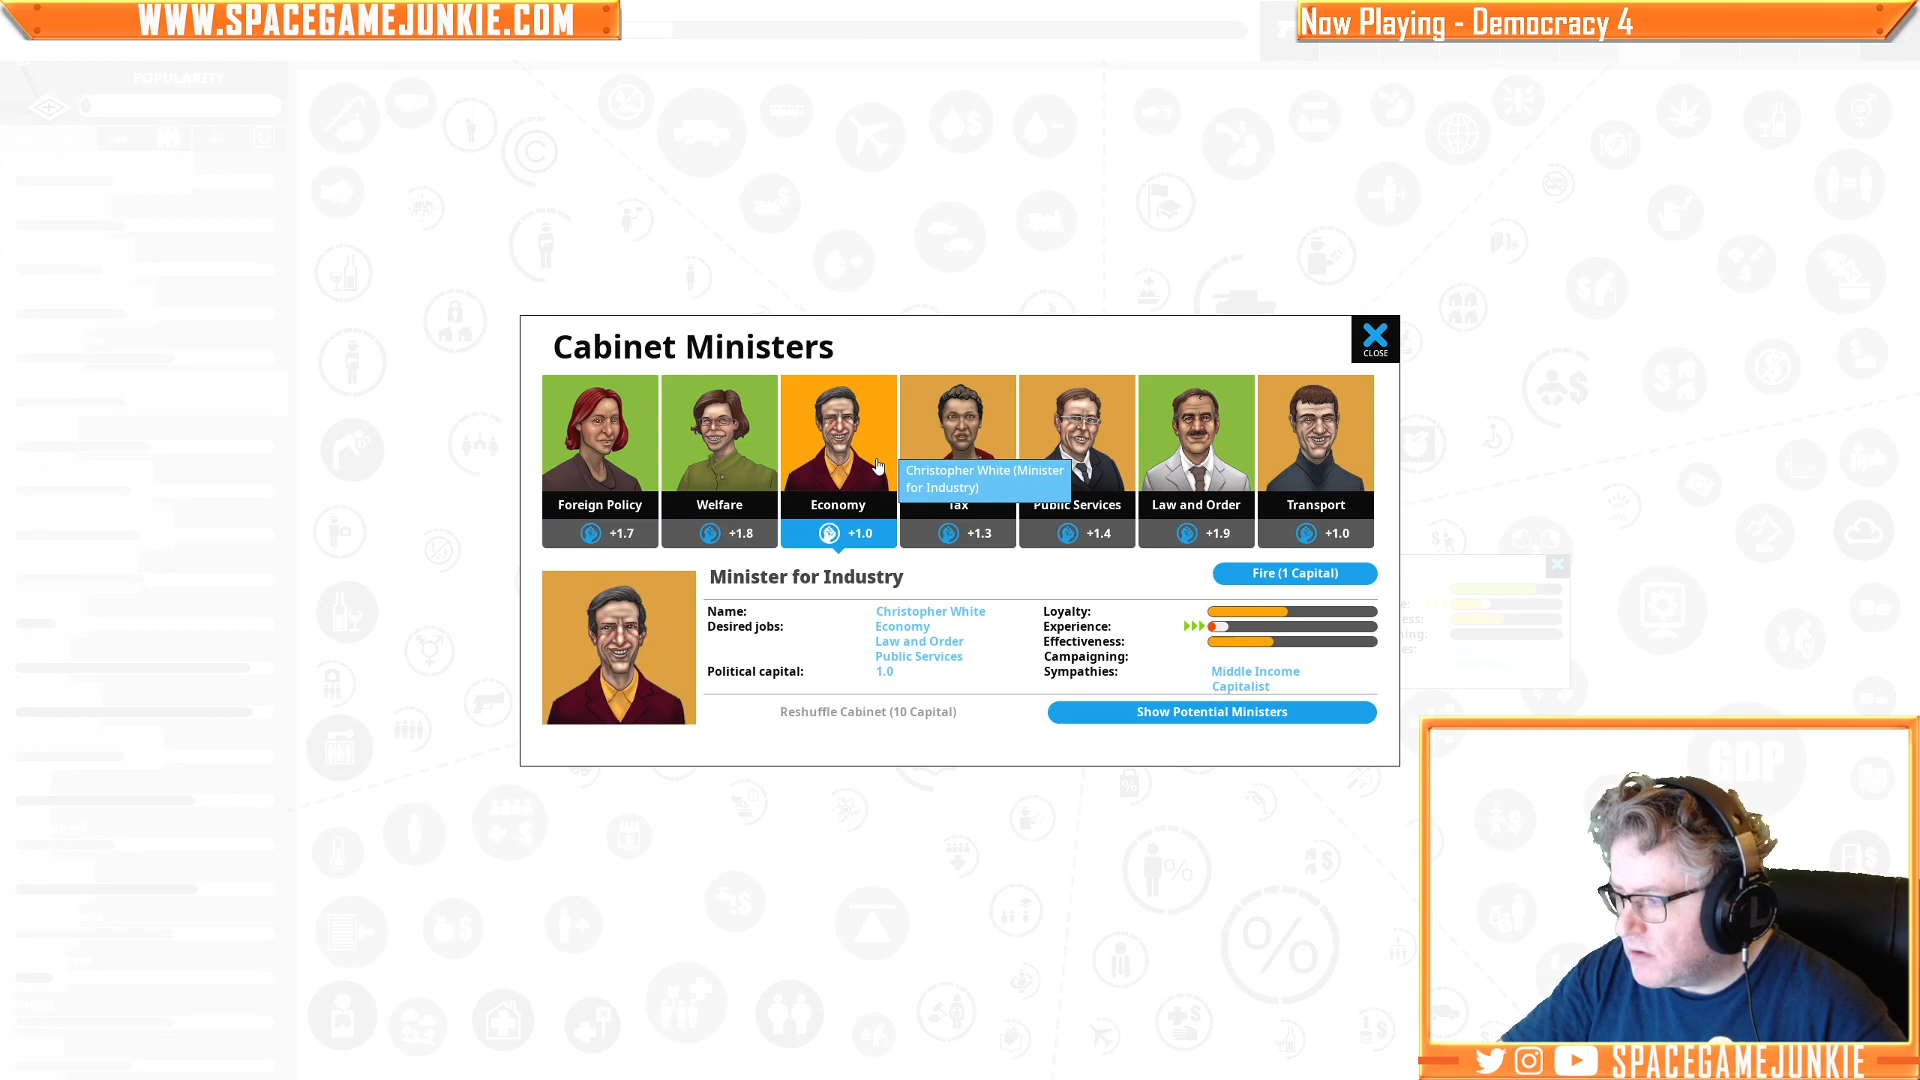 WWW.SPACEGAMEJUNKIE.COM
Now Playing - Democracy 4
POPULARITY
Cabinet Ministers
CLOSE
Christopher White (Minister
for Industry)
Foreign Policy
Welfare
Economy
Tax
Public Services
Law and Order
Transport
+1.7
+1.8
+1.0
+1.3
+1.4
+1.9
+1.0
Minister for Industry
Fire (1 Capital)
Name:
Christopher White
Loyalty:
Desired jobs:
Economy
Experience:
Law and Order
Effectiveness:
Public Services
Campaigning:
Political capital:
1.0
Sympathies:
Middle Income
Capitalist
Reshuffle Cabinet (10 Capital)
Show Potential Ministers
GDP
SPACEGAMEJUNKIE